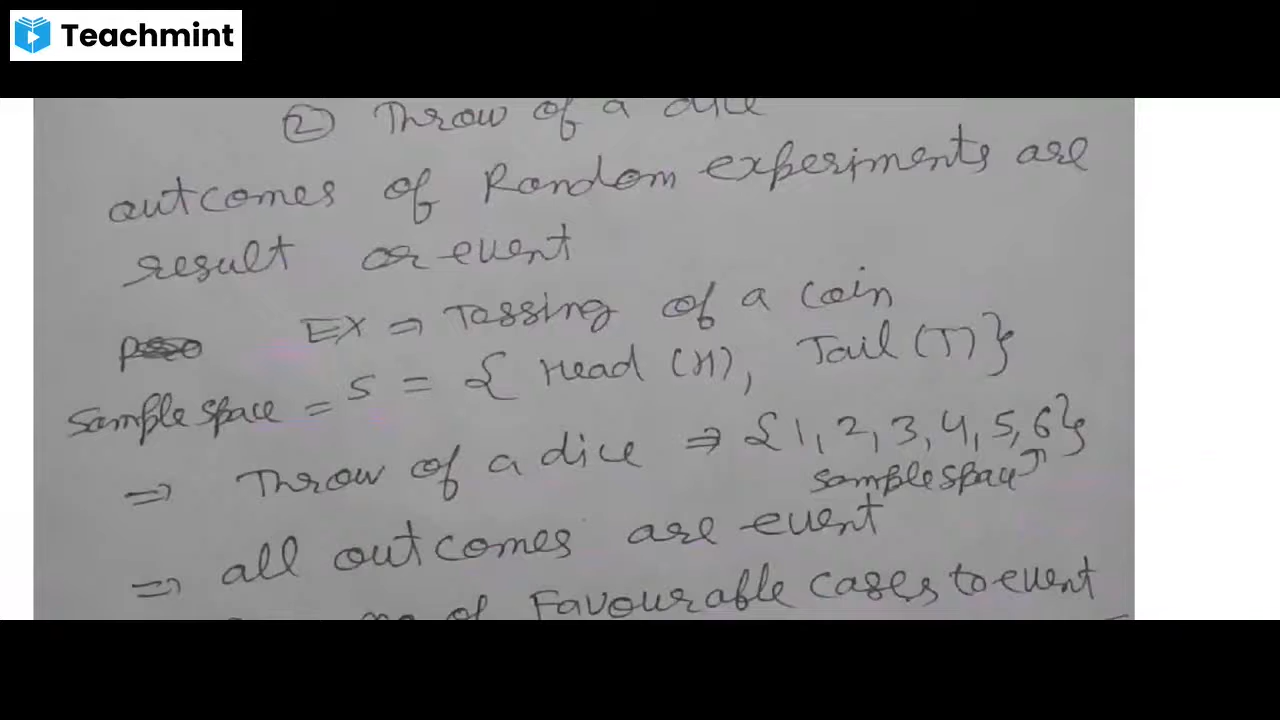 Teachmint
② Throw of a dice
outcomes of Random experiments are
result or event
EX ⇒ Tossing of a coin
Sample space = S = { Head (H), Tail (T)}
⇒ Throw of a dice ⇒ {1, 2, 3, 4, 5, 6}
sample space
⇒ all outcomes are event
no of Favourable cases to event